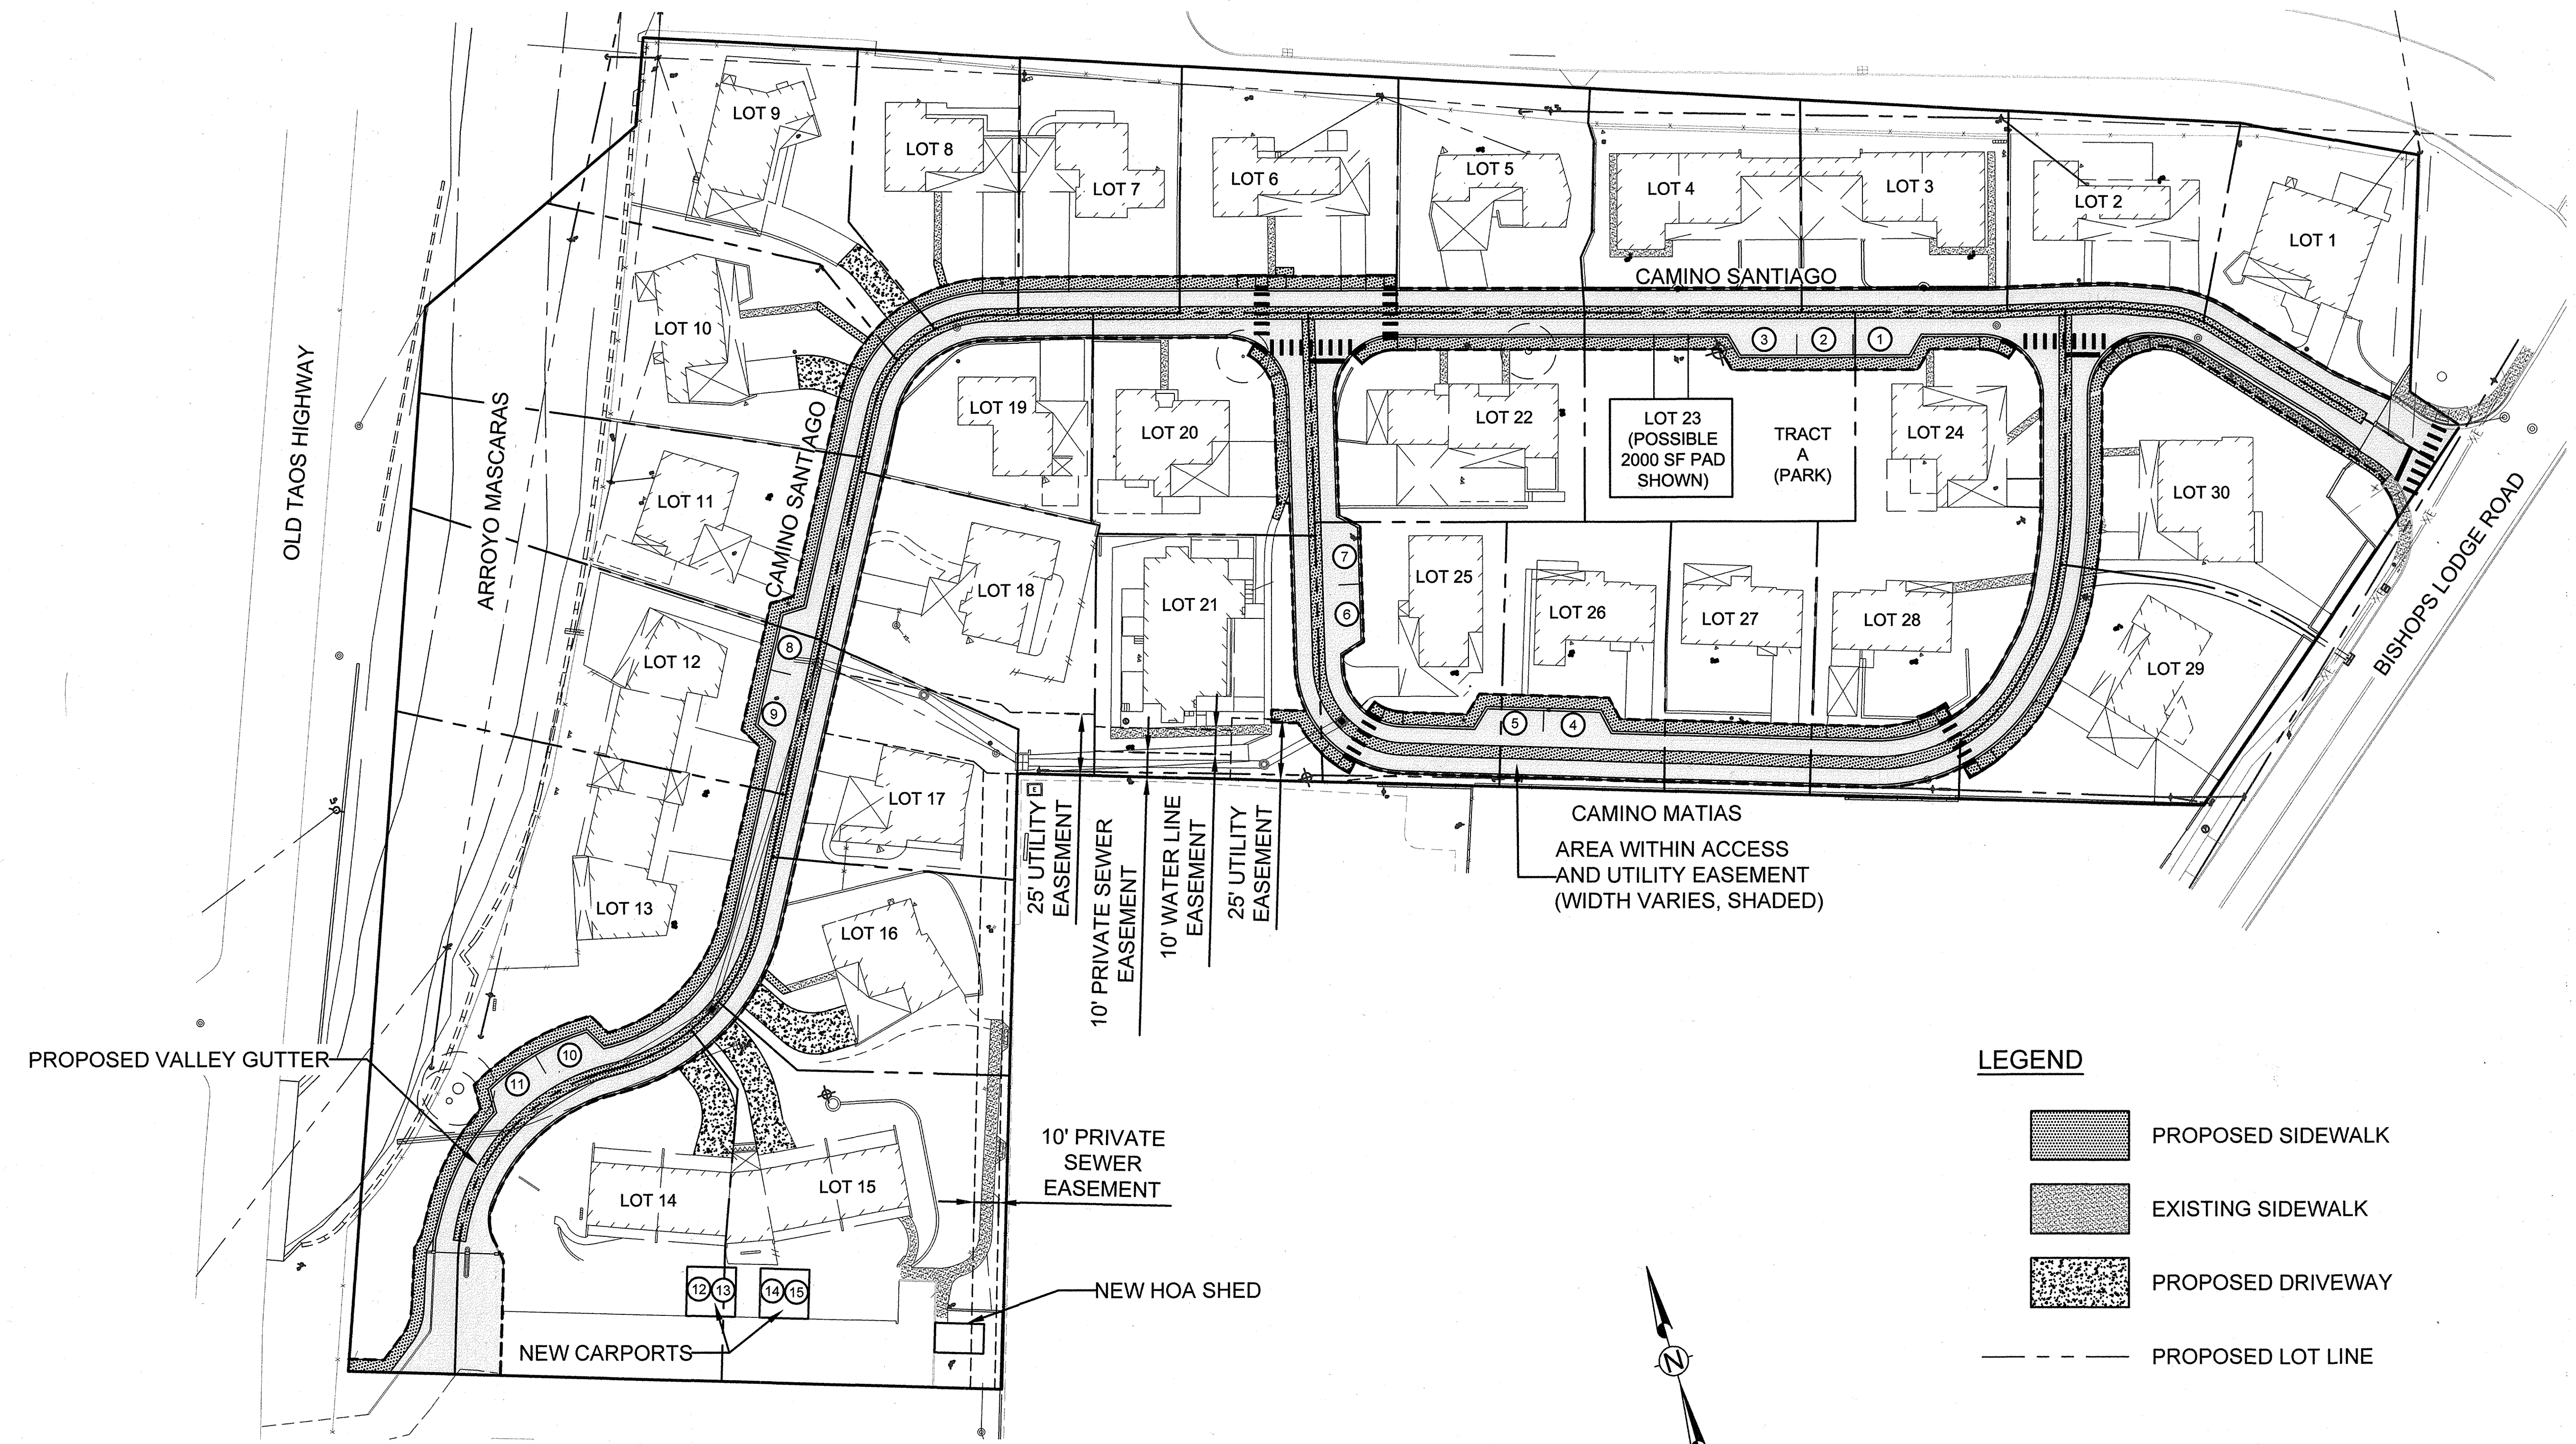 LOT 9
LOT 8
LOT 7
LOT 6
LOT 5
LOT 4
LOT 3
LOT 2
LOT 1
CAMINO SANTIAGO
3
2
1
LOT 10
LOT 19
LOT 20
LOT 22
LOT 23
(POSSIBLE
2000 SF PAD
SHOWN)
TRACT
A
(PARK)
LOT 24
LOT 30
OLD TAOS HIGHWAY
ARROYO MASCARAS
CAMINO SANTIAGO
BISHOPS LODGE ROAD
LOT 11
LOT 18
LOT 21
7
6
LOT 25
LOT 26
LOT 27
LOT 28
LOT 29
LOT 12
8
9
5
4
LOT 17
E
25' UTILITY
EASEMENT
10' PRIVATE SEWER
EASEMENT
10' WATER LINE
EASEMENT
25' UTILITY
EASEMENT
CAMINO MATIAS
AREA WITHIN ACCESS
AND UTILITY EASEMENT
(WIDTH VARIES, SHADED)
LOT 13
LOT 16
PROPOSED VALLEY GUTTER
10
11
LOT 14
LOT 15
10' PRIVATE
SEWER
EASEMENT
12
13
14
15
NEW HOA SHED
NEW CARPORTS
LEGEND
PROPOSED SIDEWALK
EXISTING SIDEWALK
PROPOSED DRIVEWAY
PROPOSED LOT LINE
N